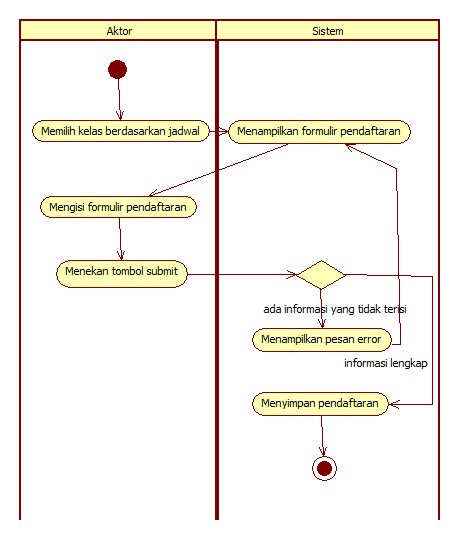 Aktor
Sistem
Memilih kelas berdasarkan jadwal
Menampilkan formulir pendaftaran
Mengisi formulir pendaftaran
Menekan tombol submit
ada informasi yang tidak terisi
Menampilkan pesan error
informasi lengkap
Menyimpan pendaftaran